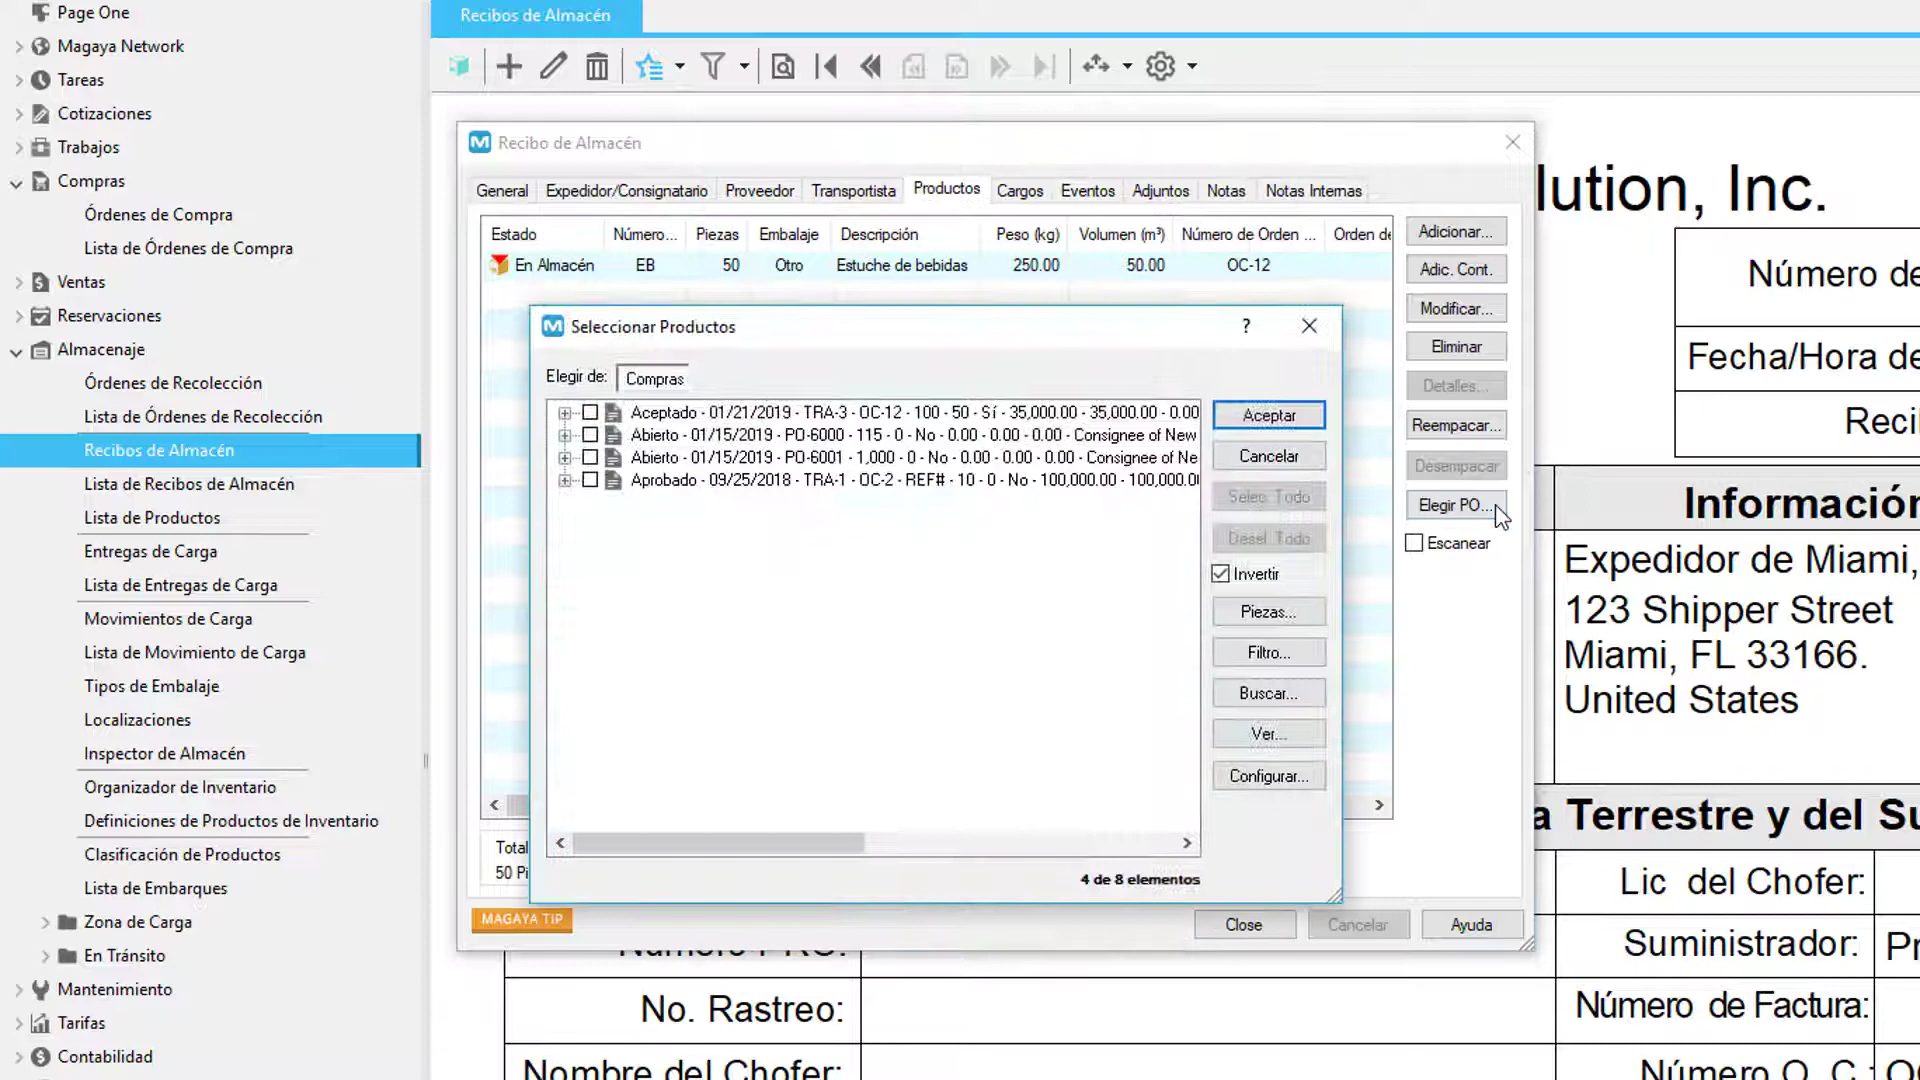 Page One
Magaya Network
Tareas
Cotizaciones
Trabajos
Compras
Órdenes de Compra
Lista de Órdenes de Compra
Ventas
Reservaciones
Almacenaje
Órdenes de Recolección
Lista de Órdenes de Recolección
Recibos de Almacén
Lista de Recibos de Almacén
Lista de Productos
Entregas de Carga
Lista de Entregas de Carga
Movimientos de Carga
Lista de Movimiento de Carga
Tipos de Embalaje
Localizaciones
Inspector de Almacén
Organizador de Inventario
Definiciones de Productos de Inventario
Clasificación de Productos
Lista de Embarques
Zona de Carga
En Tránsito
Mantenimiento
Tarifas
Contabilidad
Recibos de Almacén
Recibo de Almacén
General Expedidor/Consignatario Proveedor Transportista Productos Cargos Eventos Adjuntos Notas Notas Internas
Estado Número... Piezas Embalaje Descripción Peso (kg) Volumen (m³) Número de Orden ... Orden de
En Almacén EB 50 Otro Estuche de bebidas 250.00 50.00 OC-12
Adicionar...
Adic. Cont.
Modificar...
Eliminar
Detalles...
Reempacar...
Desempacar
Elegir PO...
Escanear
Seleccionar Productos
?
Elegir de: Compras
Aceptado - 01/21/2019 - TRA-3 - OC-12 - 100 - 50 - Sí - 35,000.00 - 35,000.00 - 0.00
Abierto - 01/15/2019 - PO-6000 - 115 - 0 - No - 0.00 - 0.00 - 0.00 - Consignee of New
Abierto - 01/15/2019 - PO-6001 - 1,000 - 0 - No - 0.00 - 0.00 - 0.00 - Consignee of Ne
Aprobado - 09/25/2018 - TRA-1 - OC-2 - REF# - 10 - 0 - No - 100,000.00 - 100,000.0
Aceptar
Cancelar
Selec. Todo
Desel. Todo
Invertir
Piezas...
Filtro...
Buscar...
Ver...
Configurar...
4 de 8 elementos
Total
50 Pi
MAGAYA TIP
Close Cancelar Ayuda
lution, Inc.
Número de
Fecha/Hora de
Reci
Información
Expedidor de Miami,
123 Shipper Street
Miami, FL 33166.
United States
a Terrestre y del Su
Lic del Chofer:
Suministrador: Pr
No. Rastreo:
Número de Factura:
Nombre del Chofer:
Número O. C.: